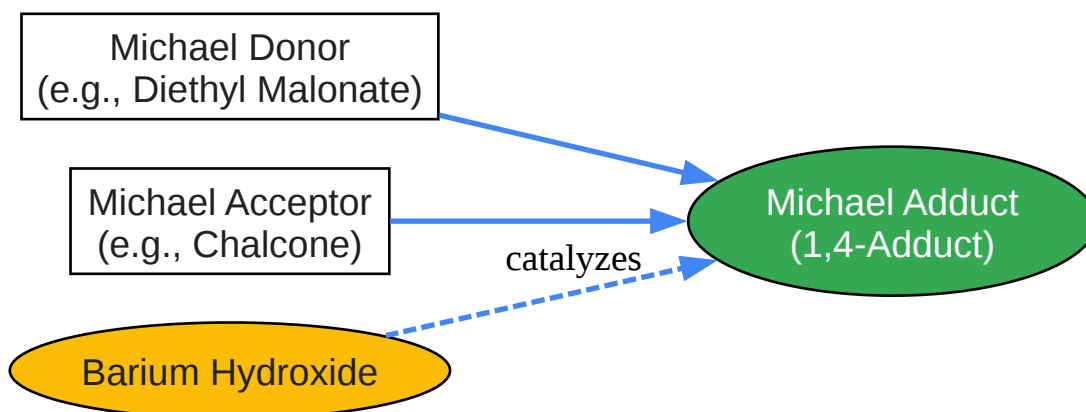 Michael Donor
(e.g., Diethyl Malonate)
Michael Acceptor
(e.g., Chalcone)
catalyzes
Barium Hydroxide
Michael Adduct
(1,4-Adduct)